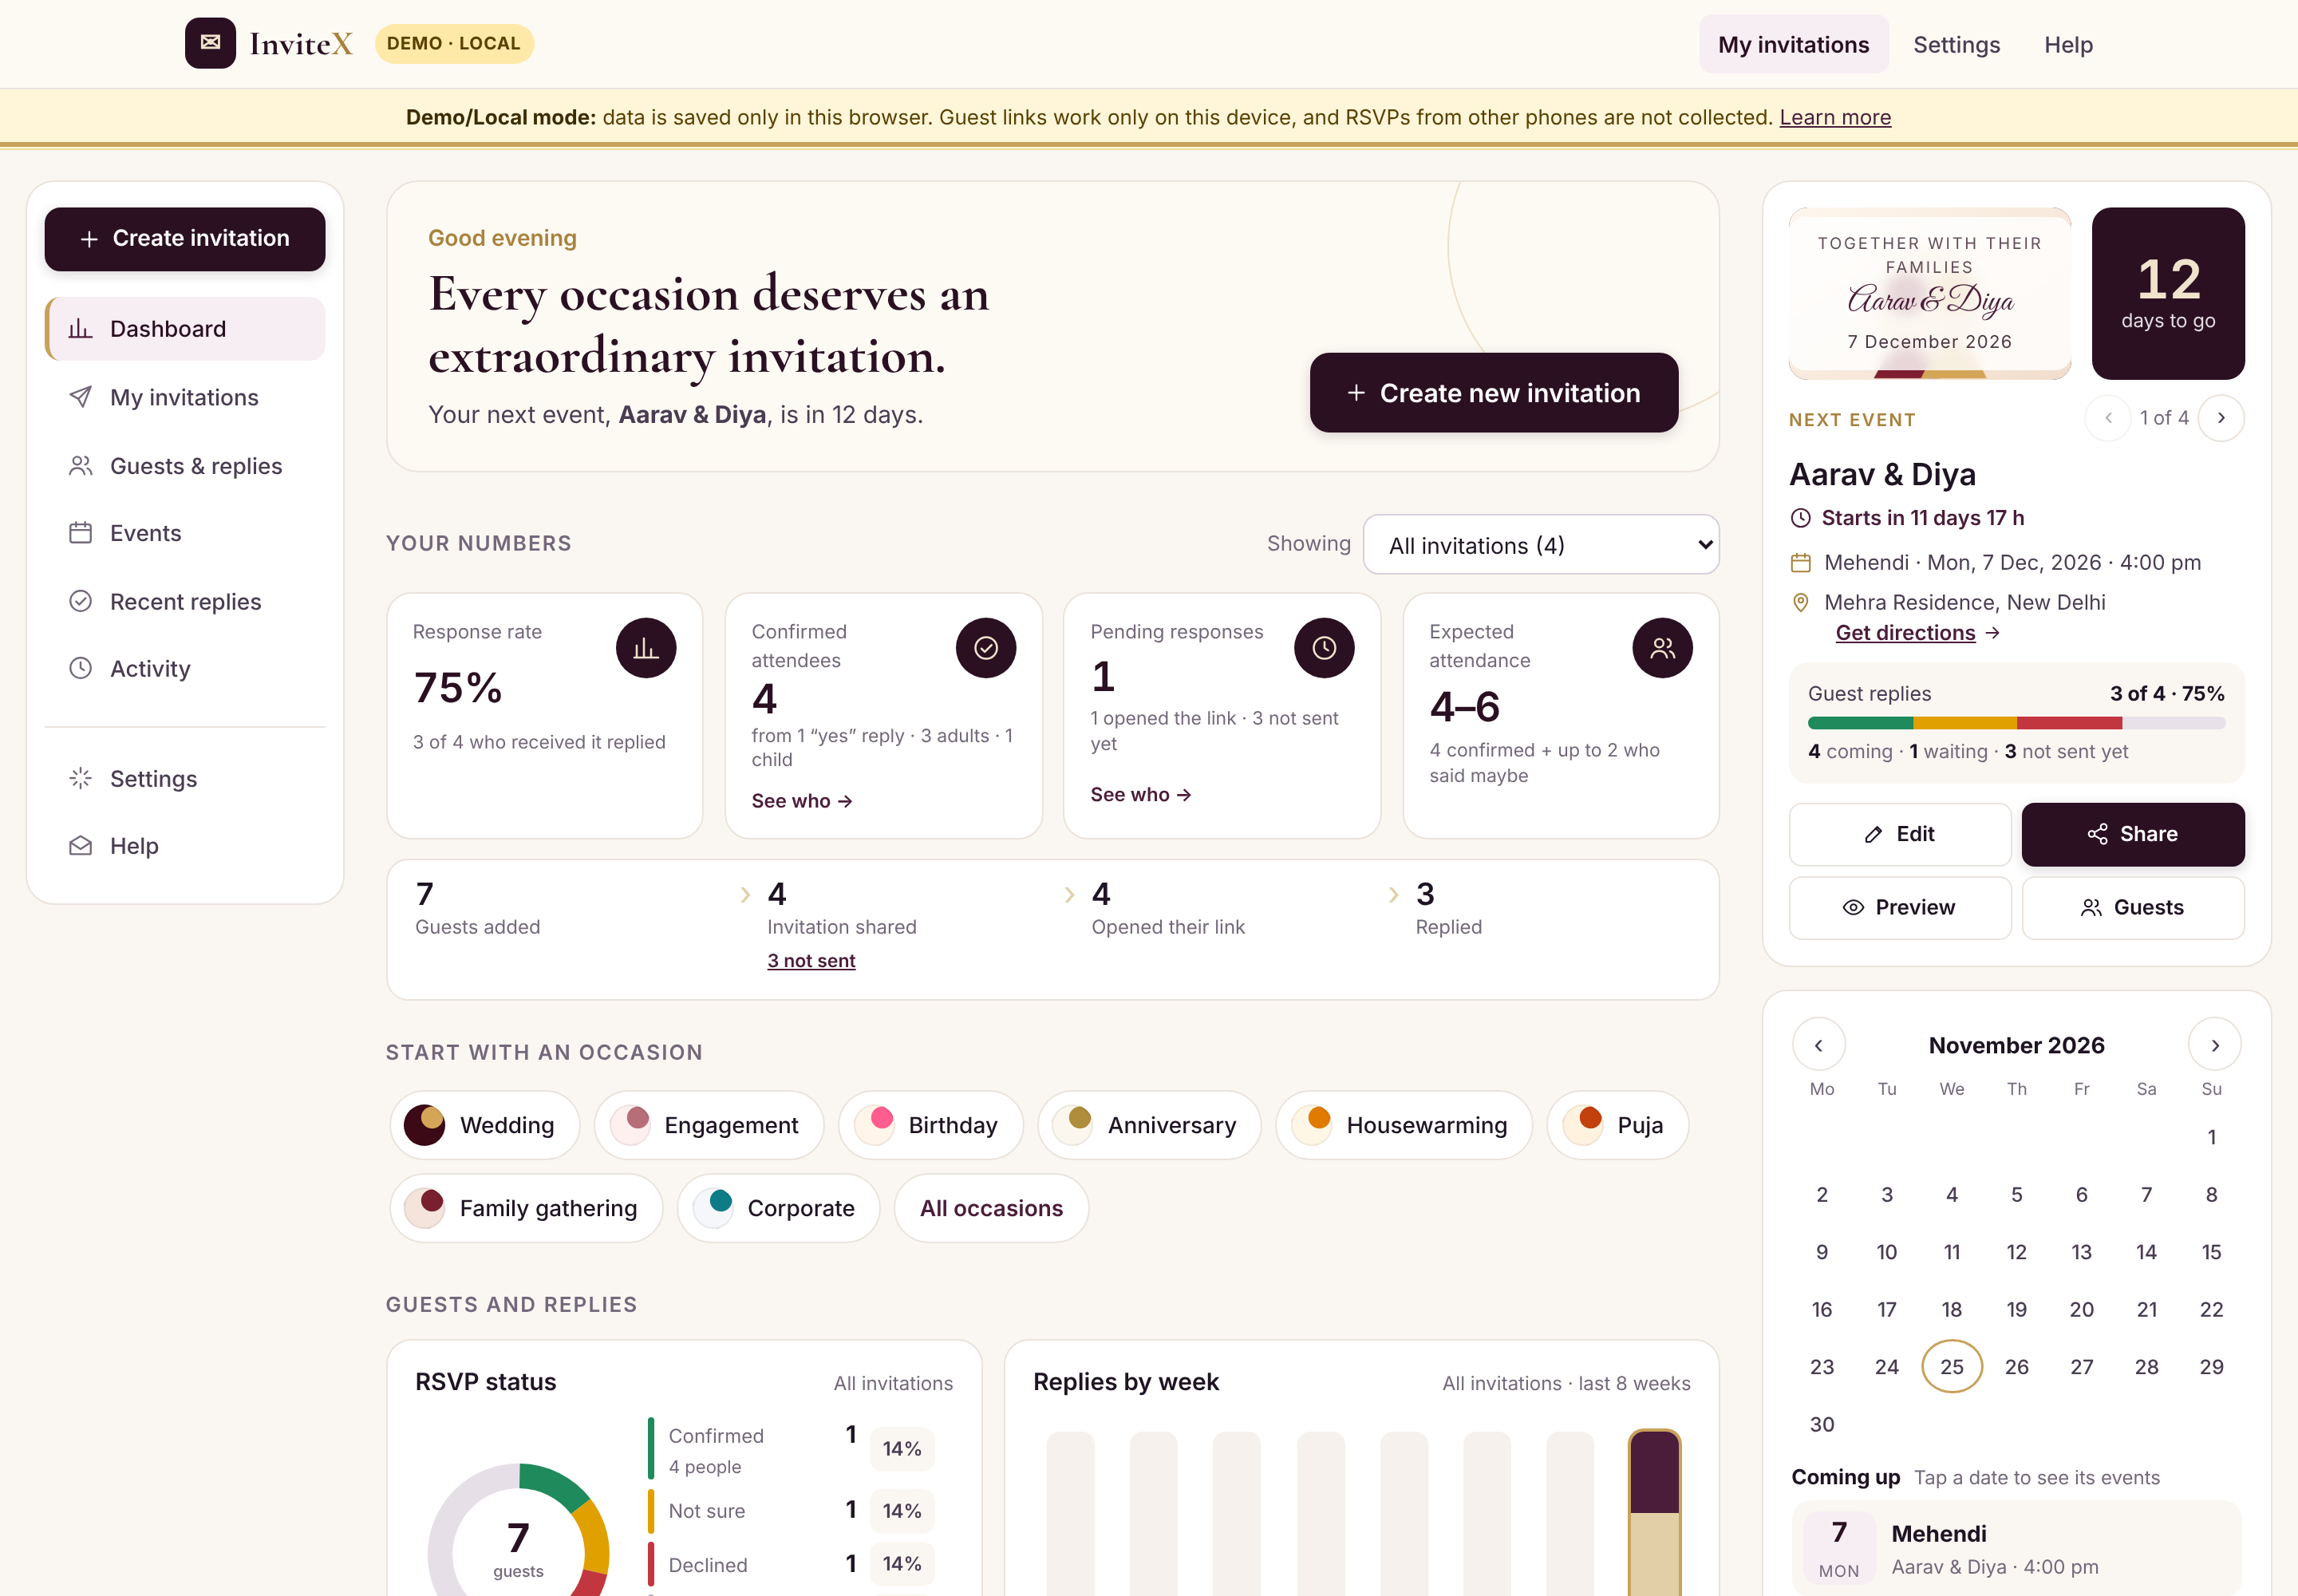 InviteX
DEMO · LOCAL
My invitations
Settings
Help
Demo/Local mode: data is saved only in this browser. Guest links work only on this device, and RSVPs from other phones are not collected. Learn more
+ Create invitation
Dashboard
My invitations
Guests & replies
Events
Recent replies
Activity
Settings
Help
Good evening
Every occasion deserves an
extraordinary invitation.
Your next event, Aarav & Diya, is in 12 days.
+ Create new invitation
YOUR NUMBERS
Showing
All invitations (4)
Response rate
75%
3 of 4 who received it replied
Confirmed
attendees
4
from 1 “yes” reply · 3 adults · 1
child
See who →
Pending responses
1
1 opened the link · 3 not sent
yet
See who →
Expected
attendance
4–6
4 confirmed + up to 2 who
said maybe
7
Guests added
4
Invitation shared
3 not sent
4
Opened their link
3
Replied
START WITH AN OCCASION
Wedding
Engagement
Birthday
Anniversary
Housewarming
Puja
Family gathering
Corporate
All occasions
GUESTS AND REPLIES
RSVP status
All invitations
7
guests
Confirmed
4 people
1
14%
Not sure
1
14%
Declined
1
14%
Replies by week
All invitations · last 8 weeks
TOGETHER WITH THEIR
FAMILIES
Aarav & Diya
7 December 2026
12
days to go
NEXT EVENT
1 of 4
Aarav & Diya
Starts in 11 days 17 h
Mehendi · Mon, 7 Dec, 2026 · 4:00 pm
Mehra Residence, New Delhi
Get directions →
Guest replies
3 of 4 · 75%
4 coming · 1 waiting · 3 not sent yet
Edit
Share
Preview
Guests
‹
November 2026
›
Mo Tu We Th Fr Sa Su
1
2 3 4 5 6 7 8
9 10 11 12 13 14 15
16 17 18 19 20 21 22
23 24 25 26 27 28 29
30
Coming up Tap a date to see its events
7
MON
Mehendi
Aarav & Diya · 4:00 pm